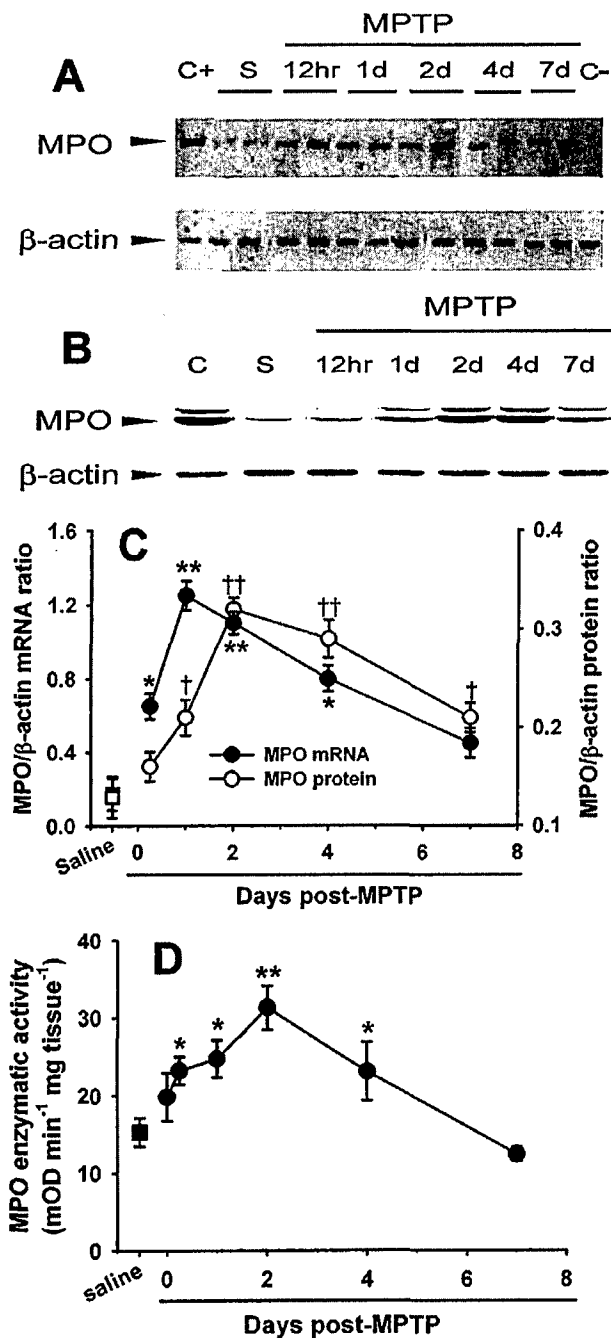 MPTP
A
C+ S 12hr 1d 2d 4d 7d C-
MPO
β-actin
MPTP
B
C S 12hr 1d 2d 4d 7d
MPO
β-actin
C
MPO/β-actin mRNA ratio
1.6
1.2
0.8
0.4
0.0
MPO/β-actin protein ratio
0.4
0.3
0.2
0.1
* ** ** *
† †† †† †
MPO mRNA
MPO protein
Saline 0 2 4 6 8
Days post-MPTP
D
MPO enzymatic activity
(mOD min⁻¹ mg tissue⁻¹)
40
30
20
10
0
* * ** *
saline 0 2 4 6 8
Days post-MPTP